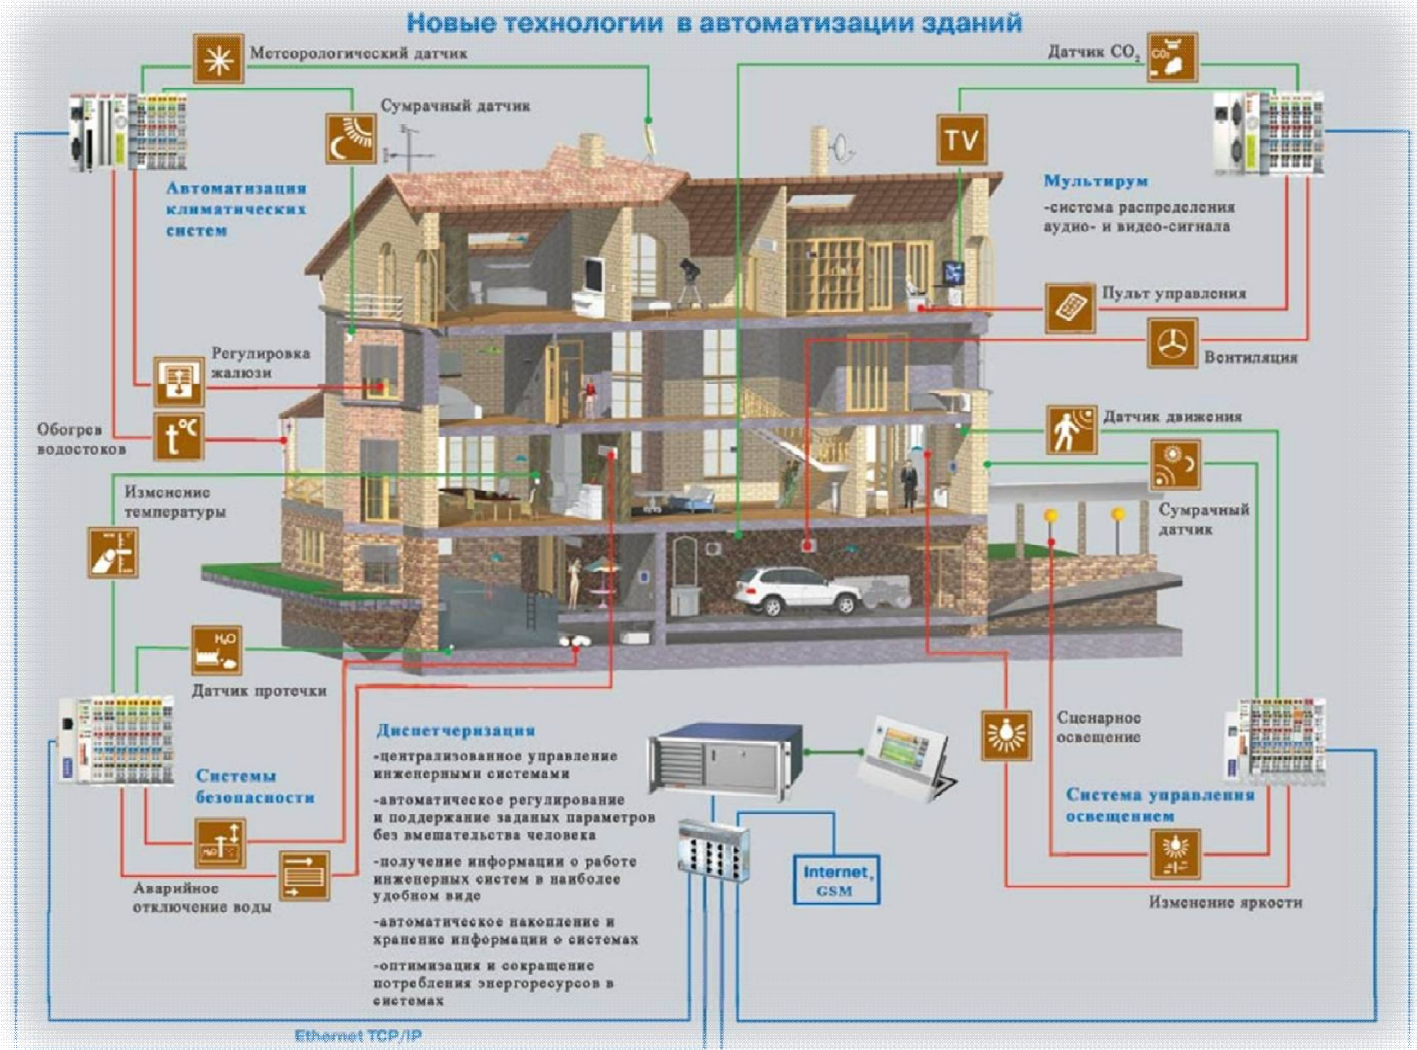 Новые технологии в автоматизации зданий
Метеорологический датчик
Датчик CO₂
CO₂
Сумрачный датчик
TV
Автоматизация
климатических
систем
Мультирум
-система распределения
аудио- и видео-сигнала
Пульт управления
Вентиляция
Регулировка
жалюзи
Обогрев
водостоков
t°C
Датчик движения
Изменение
температуры
Сумрачный
датчик
H₂O
Датчик протечки
Диспетчеризация
-централизованное управление
инженерными системами
-автоматическое регулирование
и поддержание заданых параметров
без вмешательства человека
-получение информации о работе
инженерных систем в наиболее
удобном виде
-автоматическое накопление и
хранение информации о системах
-оптимизация и сокращение
потребления энергоресурсов в
системах
Сценарное
освещение
Системы
безопасности
Система управления
освещением
H₂O
Аварийное
отключение воды
Internet,
GSM
Изменение яркости
Ethernet TCP/IP